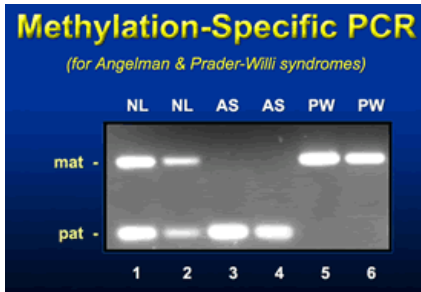 Methylation-Specific PCR
(for Angelman & Prader-Willi syndromes)
NL NL AS AS PW PW
mat -
pat -
1 2 3 4 5 6